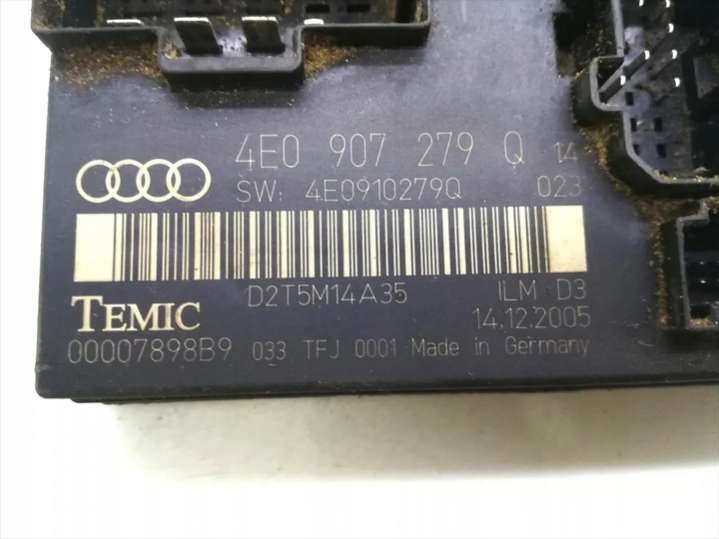 4E0 907 279 Q 14
SW: 4E0910279Q 023
D2T5M14A35 ILM D3
TEMIC 14.12.2005
00007898B9 033 TFJ 0001 Made in Germany